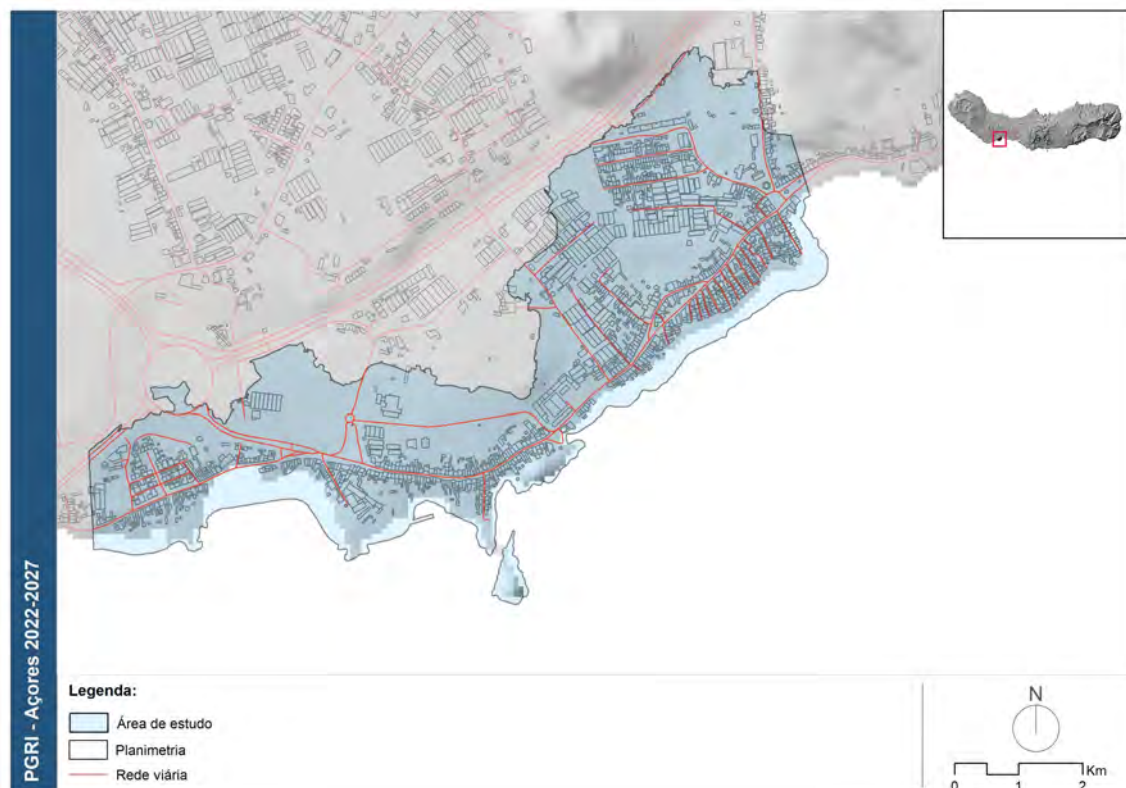 PGRI - Açores 2022-2027
Legenda:
Área de estudo
Planimetria
Rede viária
N
Km
0 1 2